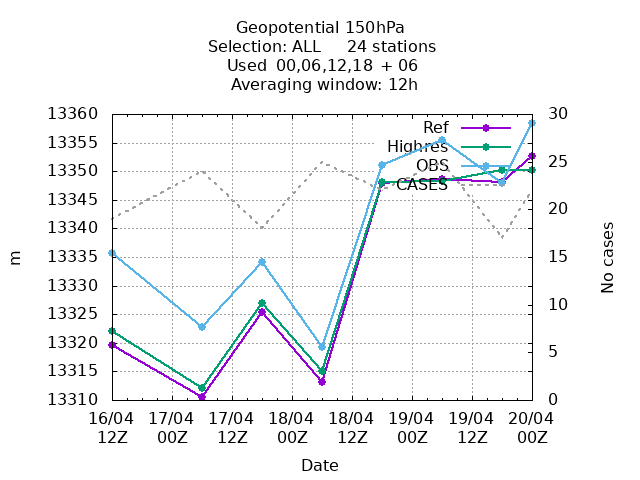 Geopotential 150hPa
Selection: ALL 24 stations
Used 00,06,12,18 + 06
Averaging window: 12h
13360
13355
13350
13345
13340
13335
13330
13325
13320
13315
13310
m
30
25
20
15
10
5
0
No cases
Ref
Highres
OBS
CASES
16/04 17/04 17/04 18/04 18/04 19/04 19/04 20/04
12Z 00Z 12Z 00Z 12Z 00Z 12Z 00Z
Date